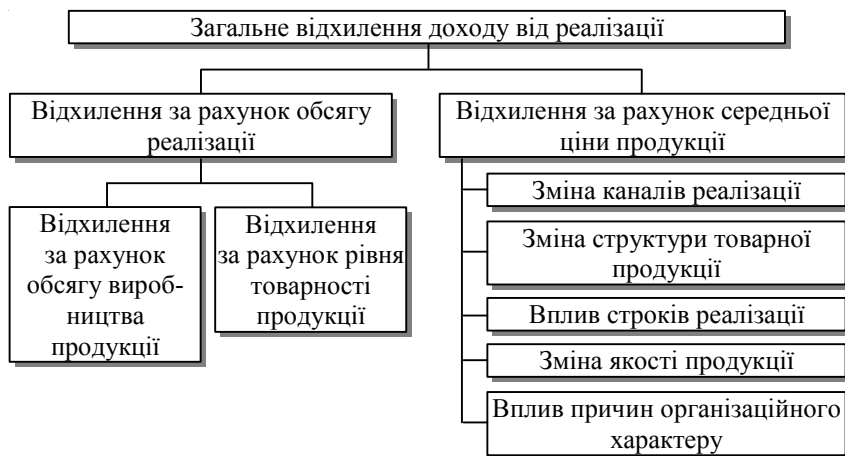 Загальне відхилення доходу від реалізації
Відхилення за рахунок обсягу
реалізації
Відхилення за рахунок середньої
ціни продукції
Відхилення
за рахунок
обсягу вироб-
ництва
продукції
Відхилення
за рахунок рівня
товарності
продукції
Зміна каналів реалізації
Зміна структури товарної
продукції
Вплив строків реалізації
Зміна якості продукції
Вплив причин організаційного
характеру